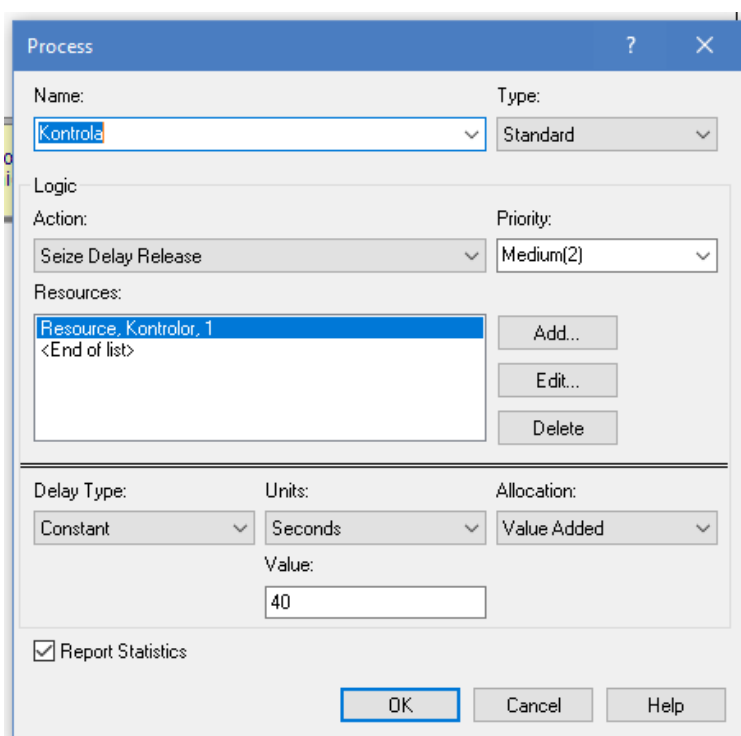 Process ? ×
Name: Type:
Kontrola Standard
Logic
Action: Priority:
Seize Delay Release Medium(2)
Resources:
Resource, Kontrolor, 1
<End of list>
Add...
Edit...
Delete
Delay Type: Units: Allocation:
Constant Seconds Value Added
Value:
40
Report Statistics
OK Cancel Help